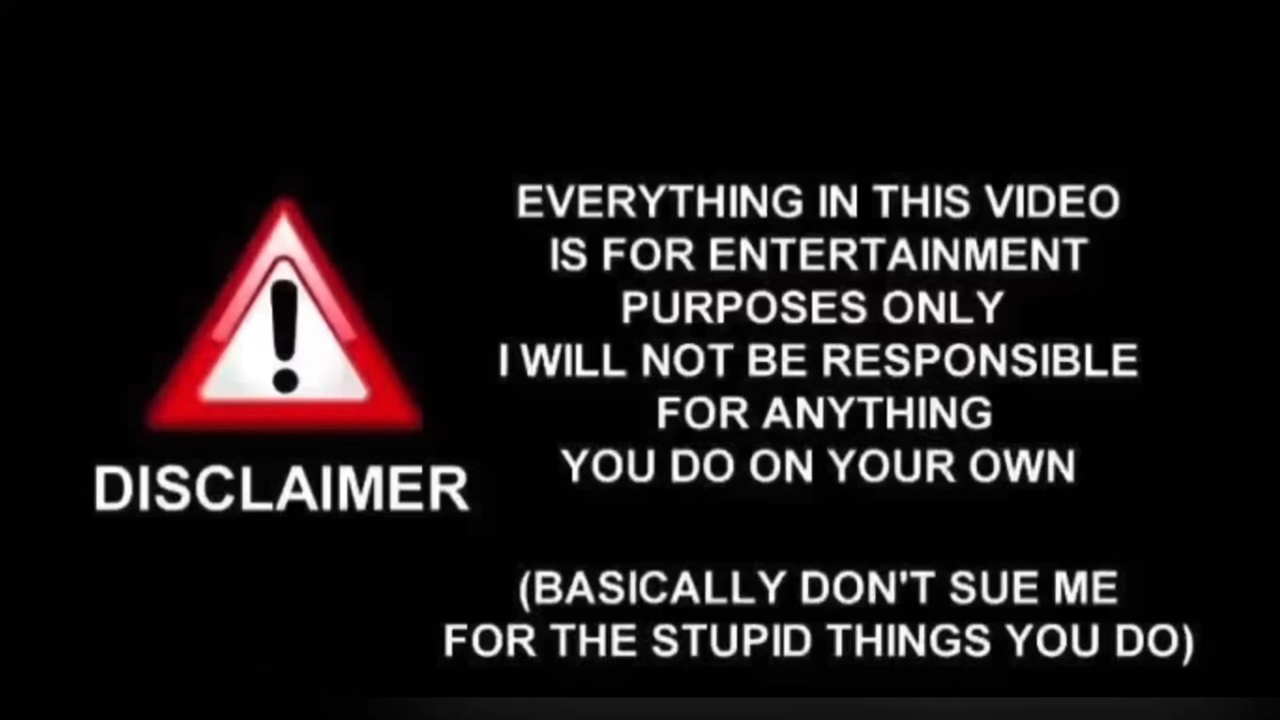 EVERYTHING IN THIS VIDEO
IS FOR ENTERTAINMENT
PURPOSES ONLY
I WILL NOT BE RESPONSIBLE
FOR ANYTHING
YOU DO ON YOUR OWN
DISCLAIMER
(BASICALLY DON'T SUE ME
FOR THE STUPID THINGS YOU DO)